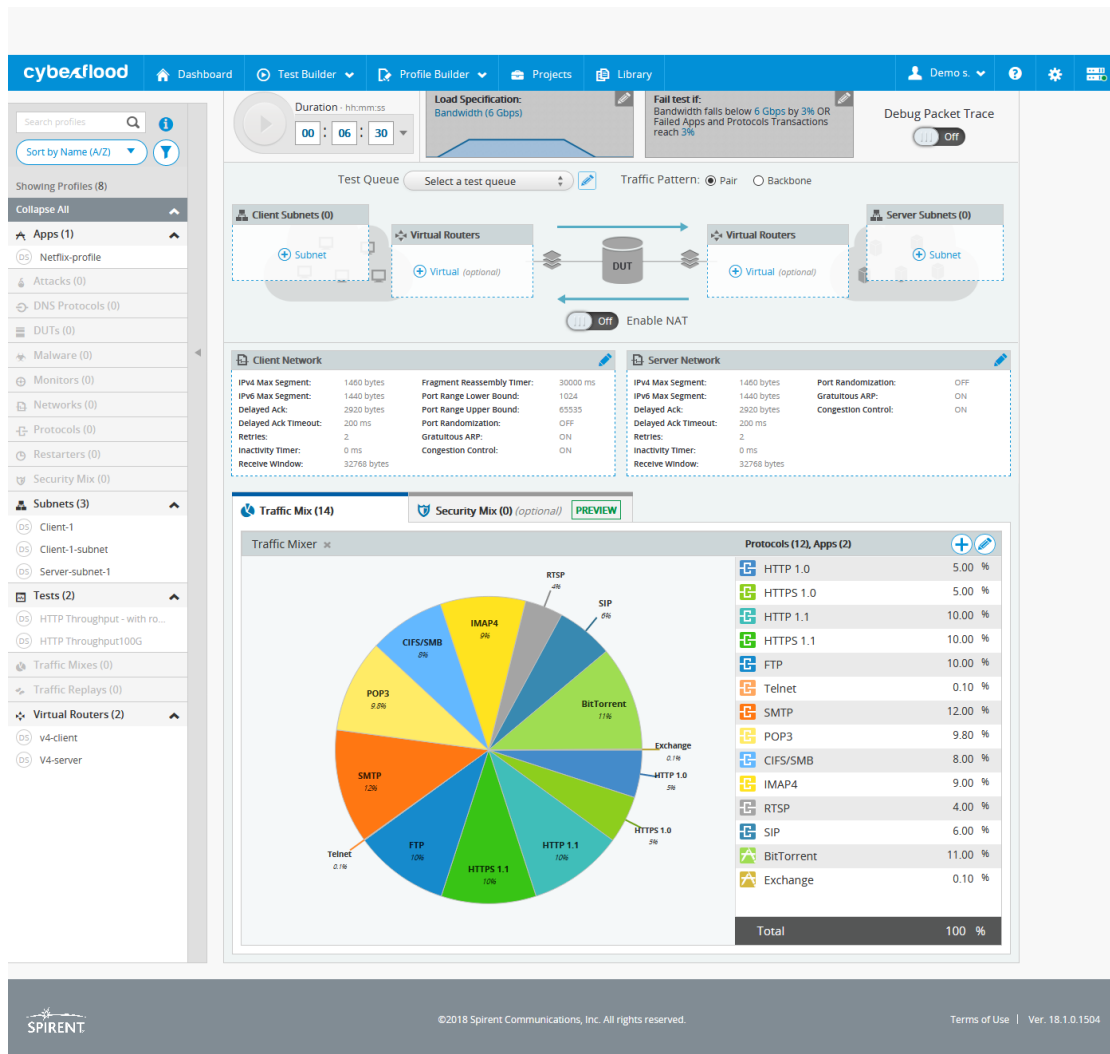 cyberflood
Dashboard
Test Builder
Profile Builder
Projects
Library
Demo s.
Search profiles
Sort by Name (A/Z)
Showing Profiles (8)
Collapse All
Apps (1)
DS Netflix-profile
Attacks (0)
DNS Protocols (0)
DUTs (0)
Malware (0)
Monitors (0)
Networks (0)
Protocols (0)
Restarters (0)
Security Mix (0)
Subnets (3)
DS Client-1
DS Client-1-subnet
DS Server-subnet-1
Tests (2)
DS HTTP Throughput - with ro...
DS HTTP Throughput100G
Traffic Mixes (0)
Traffic Replays (0)
Virtual Routers (2)
DS v4-client
DS V4-server
Duration - hh:mm:ss
00 : 06 : 30
Load Specification:
Bandwidth (6 Gbps)
Fail test if:
Bandwidth falls below 6 Gbps by 3% OR
Failed Apps and Protocols Transactions
reach 3%
Debug Packet Trace
Off
Test Queue Select a test queue
Traffic Pattern: Pair Backbone
Client Subnets (0)
+ Subnet
Virtual Routers
+ Virtual (optional)
DUT
Virtual Routers
+ Virtual (optional)
Server Subnets (0)
+ Subnet
Off Enable NAT
Client Network
IPv4 Max Segment: 1460 bytes
IPv6 Max Segment: 1440 bytes
Delayed Ack: 2920 bytes
Delayed Ack Timeout: 200 ms
Retries: 2
Inactivity Timer: 0 ms
Receive Window: 32768 bytes
Fragment Reassembly Timer: 30000 ms
Port Range Lower Bound: 1024
Port Range Upper Bound: 65535
Port Randomization: OFF
Gratuitous ARP: ON
Congestion Control: ON
Server Network
IPv4 Max Segment: 1460 bytes
IPv6 Max Segment: 1440 bytes
Delayed Ack: 2920 bytes
Delayed Ack Timeout: 200 ms
Retries: 2
Inactivity Timer: 0 ms
Receive Window: 32768 bytes
Port Randomization: OFF
Gratuitous ARP: ON
Congestion Control: ON
Traffic Mix (14)
Security Mix (0) (optional) PREVIEW
Traffic Mixer
RTSP
4%
SIP
6%
IMAP4
9%
CIFS/SMB
8%
POP3
9.8%
BitTorrent
11%
Exchange
0.1%
HTTP 1.0
5%
SMTP
12%
HTTPS 1.0
5%
Telnet
0.1%
FTP
10%
HTTP 1.1
10%
HTTPS 1.1
10%
Protocols (12), Apps (2)
HTTP 1.0 5.00 %
HTTPS 1.0 5.00 %
HTTP 1.1 10.00 %
HTTPS 1.1 10.00 %
FTP 10.00 %
Telnet 0.10 %
SMTP 12.00 %
POP3 9.80 %
CIFS/SMB 8.00 %
IMAP4 9.00 %
RTSP 4.00 %
SIP 6.00 %
BitTorrent 11.00 %
Exchange 0.10 %
Total 100 %
SPIRENT
©2018 Spirent Communications, Inc. All rights reserved.
Terms of Use | Ver. 18.1.0.1504